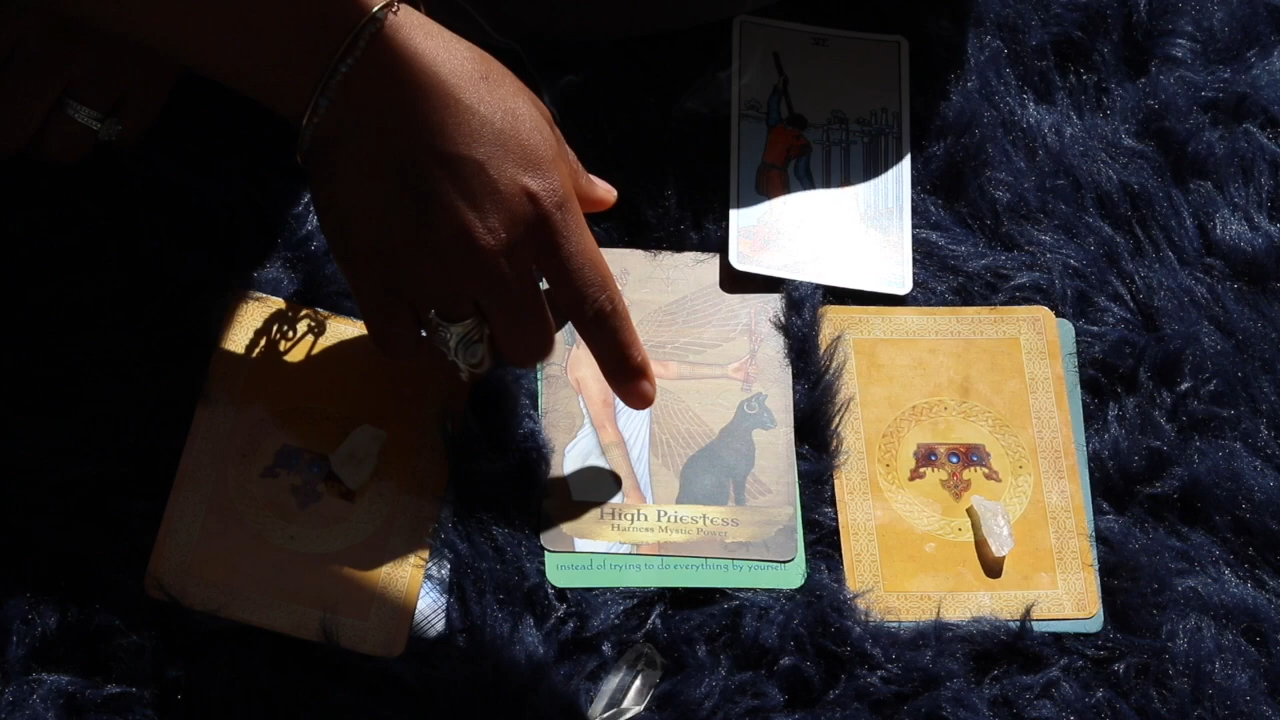 High Priestess
Harness Mystic Power
instead of trying to do everything by yourself.